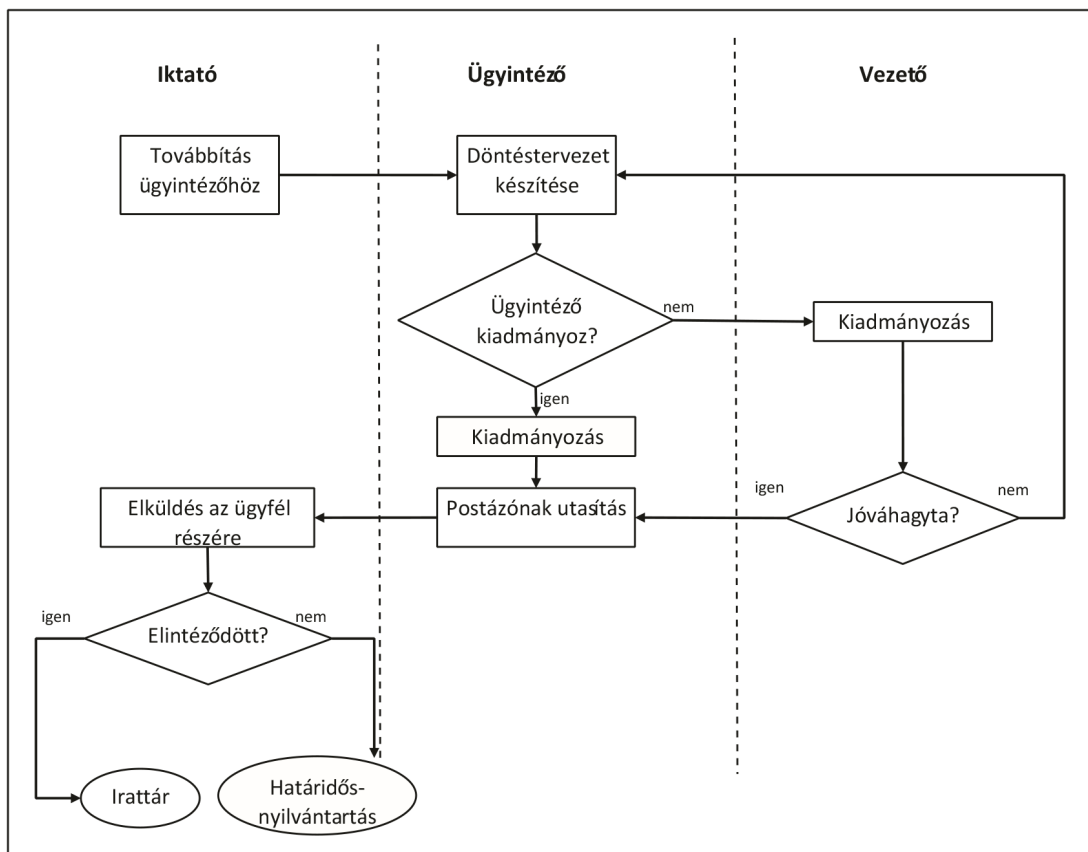 Iktató
Ügyintéző
Vezető
Továbbítás
ügyintézőhöz
Döntéstervezet
készítése
Ügyintéző
kiadmányoz?
nem
Kiadmányozás
igen
Kiadmányozás
Elküldés az ügyfél
részére
Postázónak utasítás
igen
Jóváhagyta?
nem
igen
Elintéződött?
nem
Irattár
Határidős-
nyilvántartás